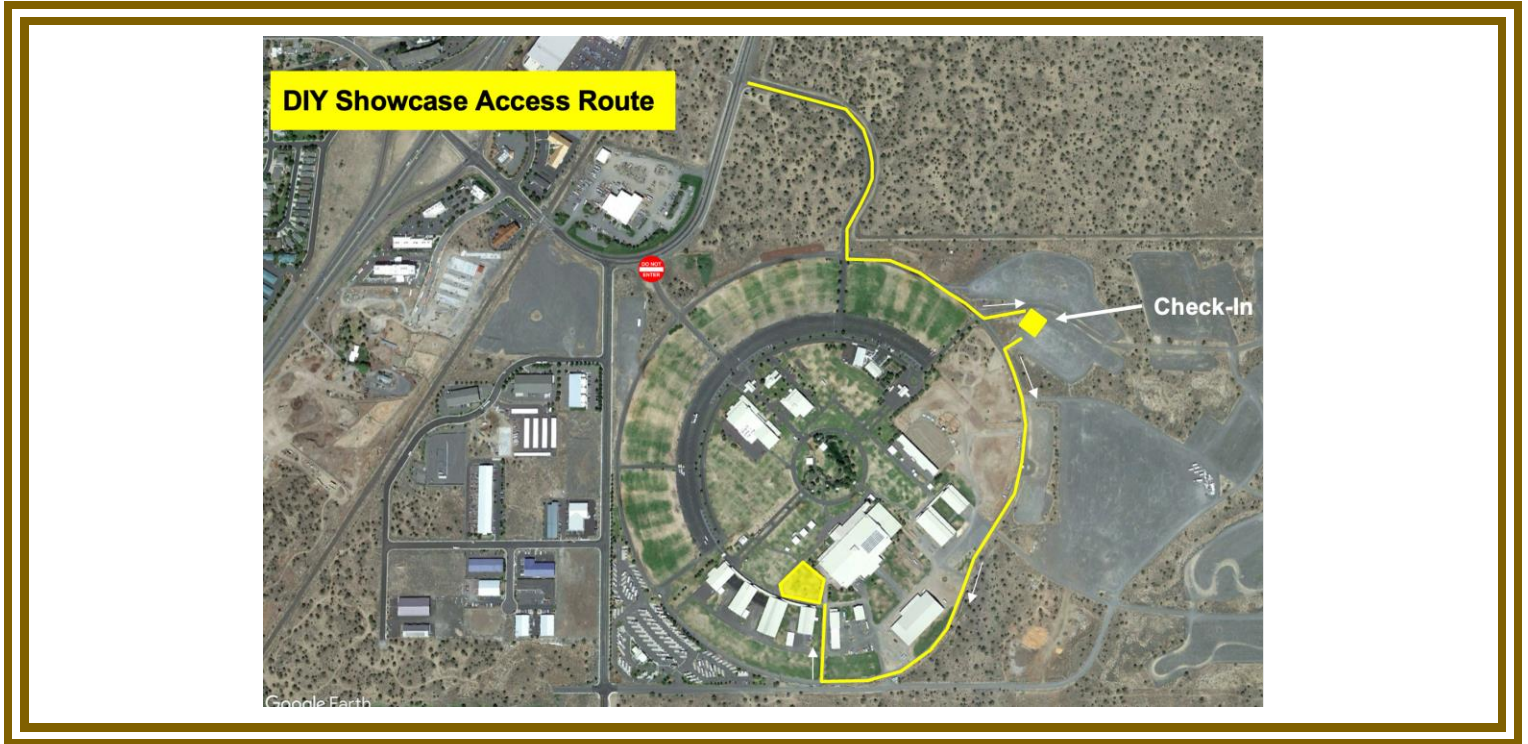 DIY Showcase Access Route
DO NOT
ENTER
Check-In
Google Earth